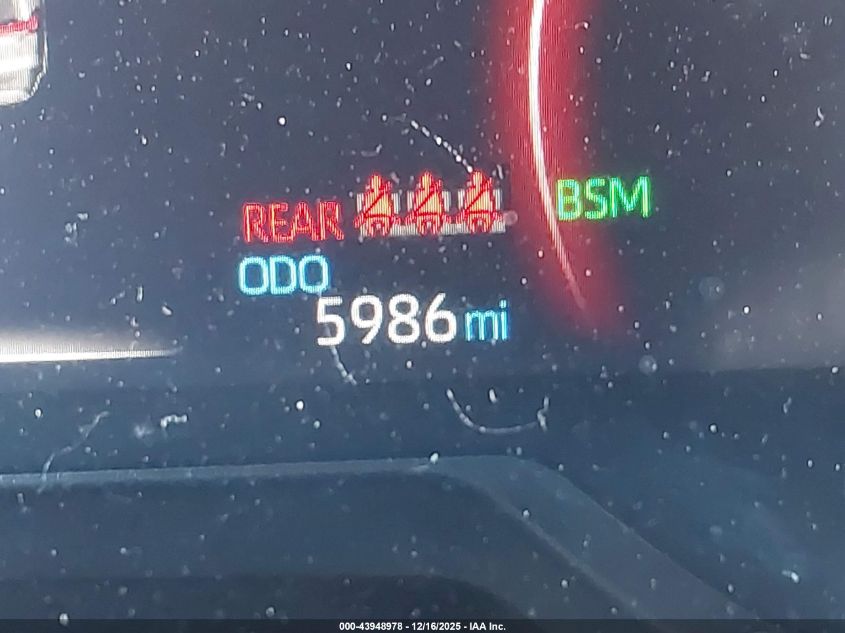 REAR BSM
ODO
5986 mi
000-43948978 - 12/16/2025 - IAA Inc.